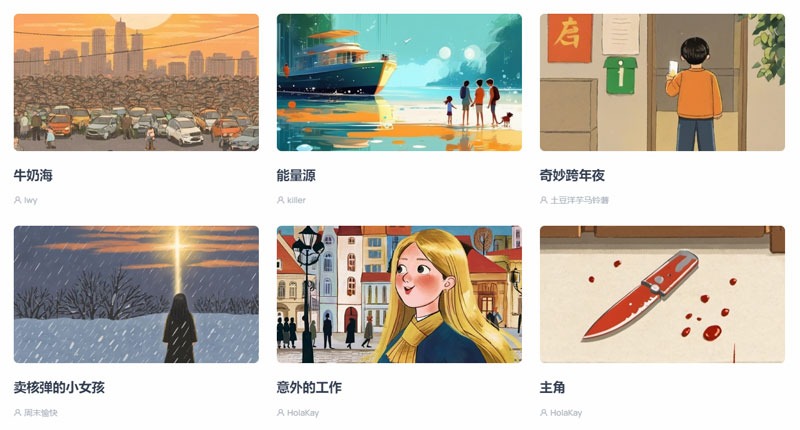 牛奶海
lwy
能量源
killer
奇妙跨年夜
土豆洋芋马铃薯
卖核弹的小女孩
周末愉快
意外的工作
HolaKay
主角
HolaKay